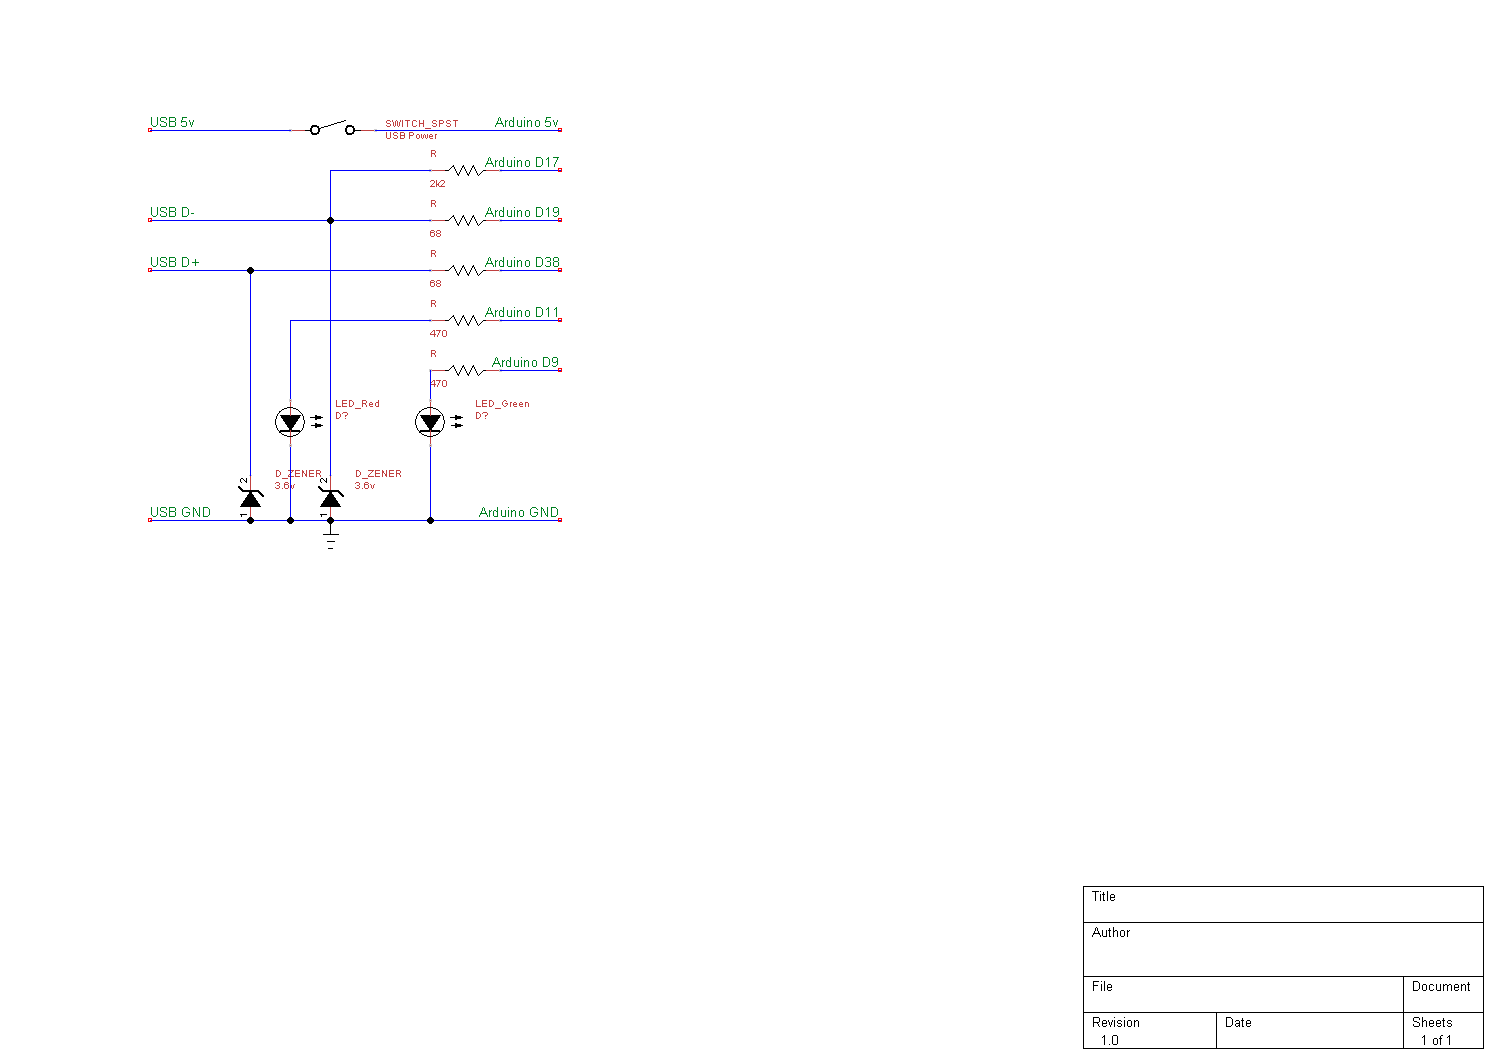 USB 5v
SWITCH_SPST
USB Power
Arduino 5v
R
2k2
Arduino D17
USB D-
R
68
Arduino D19
USB D+
R
68
Arduino D38
R
470
Arduino D11
R
470
Arduino D9
LED_Red
D?
LED_Green
D?
2
D_ZENER
3.6v
1
2
D_ZENER
3.6v
1
USB GND
Arduino GND
Title
Author
File
Document
Revision
1.0
Date
Sheets
1 of 1